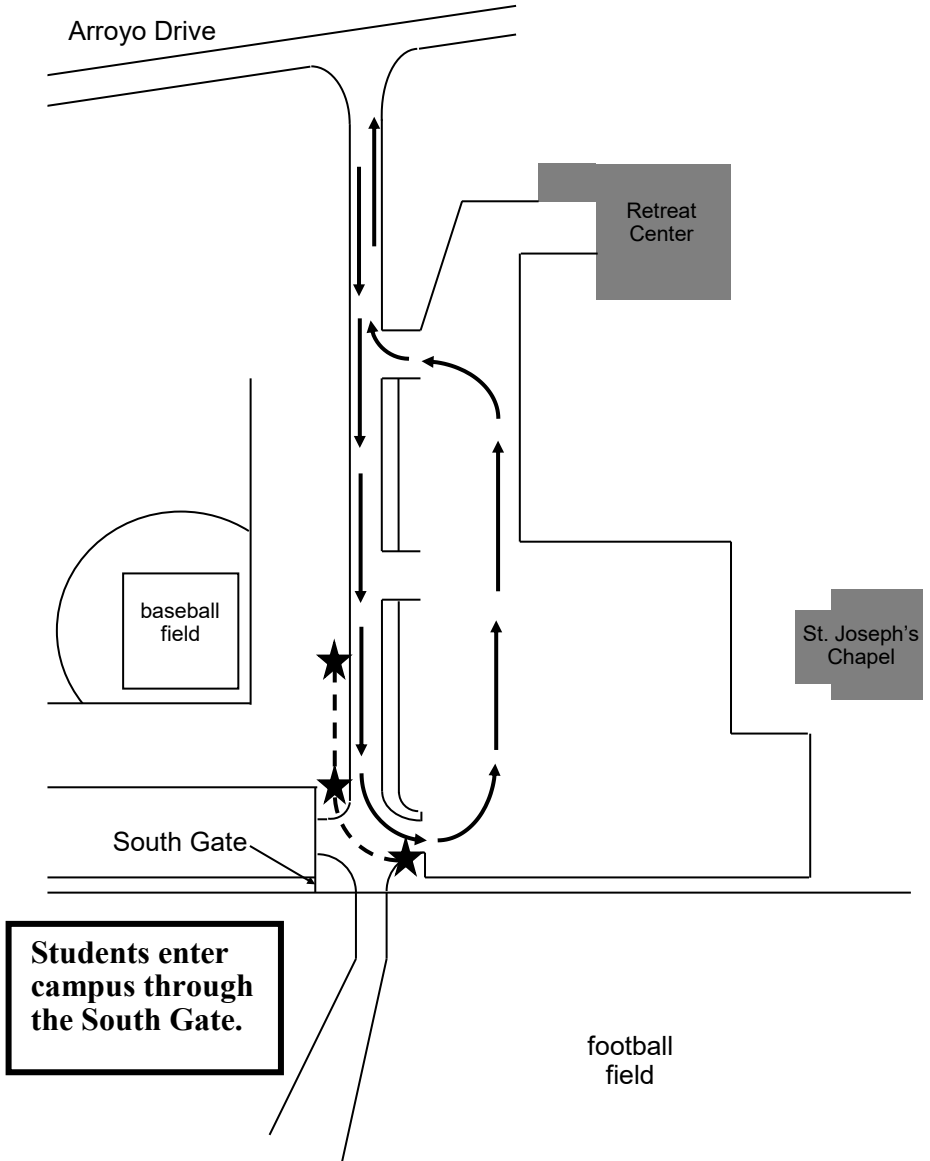 Arroyo Drive
Retreat
Center
baseball
field
St. Joseph's
Chapel
South Gate
Students enter
campus through
the South Gate.
football
field